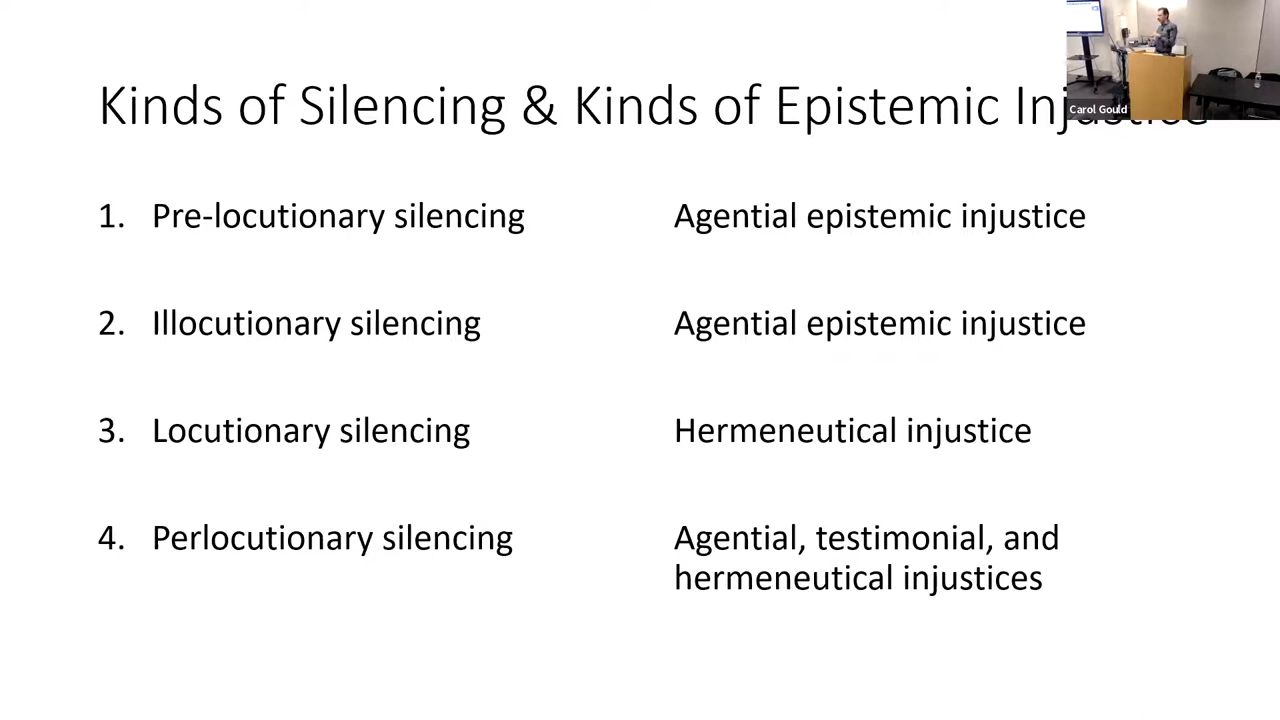 Kinds of Silencing & Kinds of Epistemic Injustice
Carol Gould
1. Pre-locutionary silencing Agential epistemic injustice
2. Illocutionary silencing Agential epistemic injustice
3. Locutionary silencing Hermeneutical injustice
4. Perlocutionary silencing Agential, testimonial, and
hermeneutical injustices